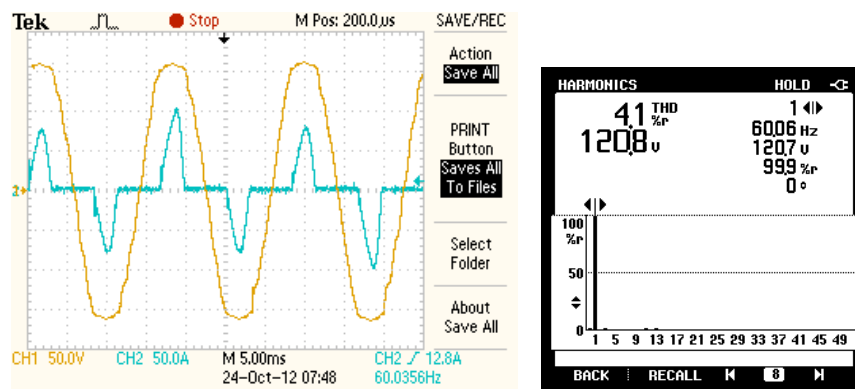 Tek Stop M Pos: 200.0µs SAVE/REC
Action
Save All
PRINT
Button
Saves All
To Files
Select
Folder
About
Save All
2
CH1 50.0V CH2 50.0A M 5.00ms CH2 / 12.8A
24-Oct-12 07:48 60.0356Hz
HARMONICS HOLD
4.1 THD %r 1
120.8 V 60.06 Hz
120.7 V
99.9 %r
0 °
100
%r
50
0
1 5 9 13 17 21 25 29 33 37 41 45 49
BACK RECALL 8